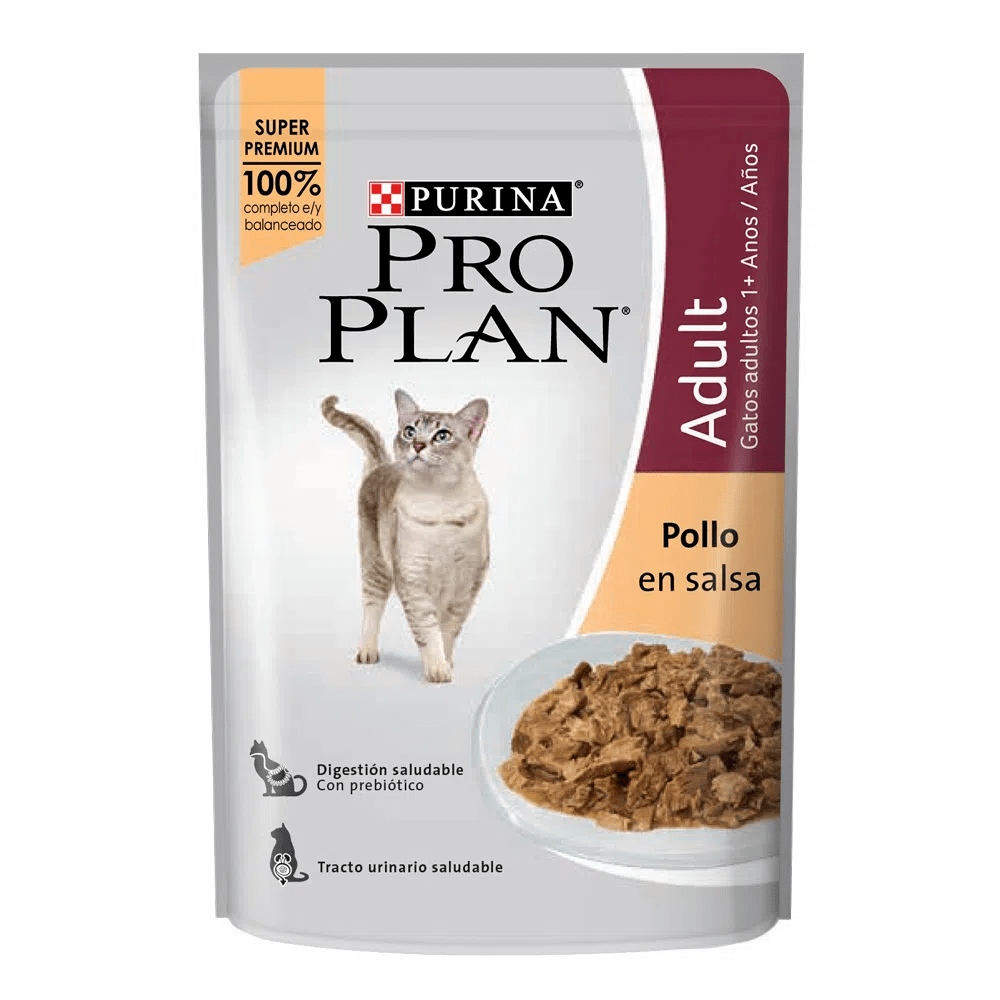 SUPER
PREMIUM
100%
completo e/y
balanceado
PURINA®
PRO
PLAN®
Adult
Gatos adultos 1+ Anos / Años
Pollo
en salsa
Digestión saludable
Con prebiótico
Tracto urinario saludable